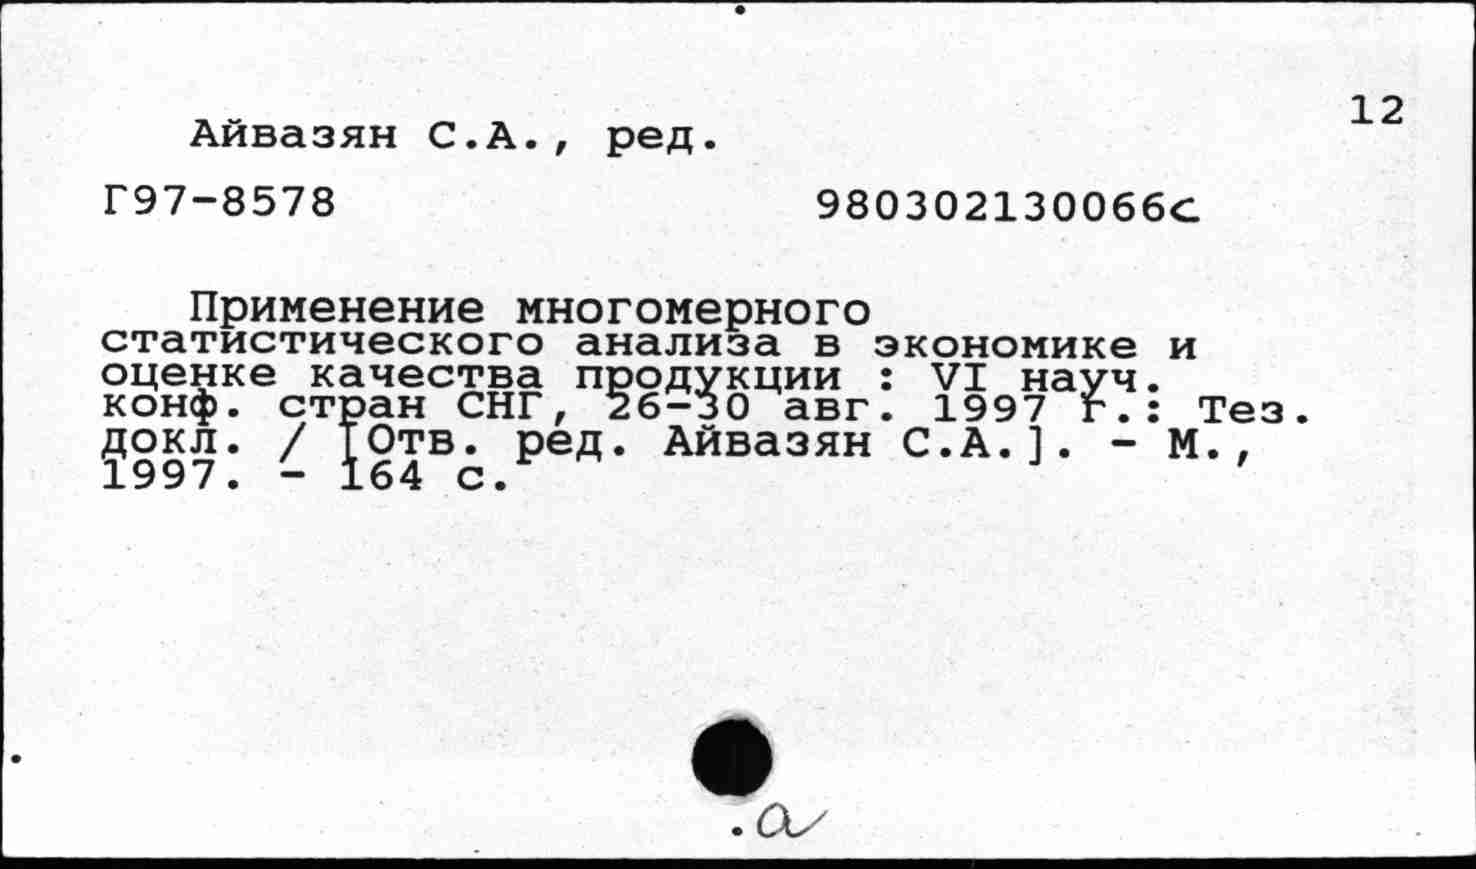 12
Айвазян С.А., ред.
Г97-8578 980302130066с
Применение многомерного
статистического анализа в экономике и
оценке качества продукции : VI науч.
конф. стран СНГ, 26-30 авг. 1997 г.: Тез.
докл. / [Отв. ред. Айвазян С.А.]. - М.,
1997. - 164 с.
а